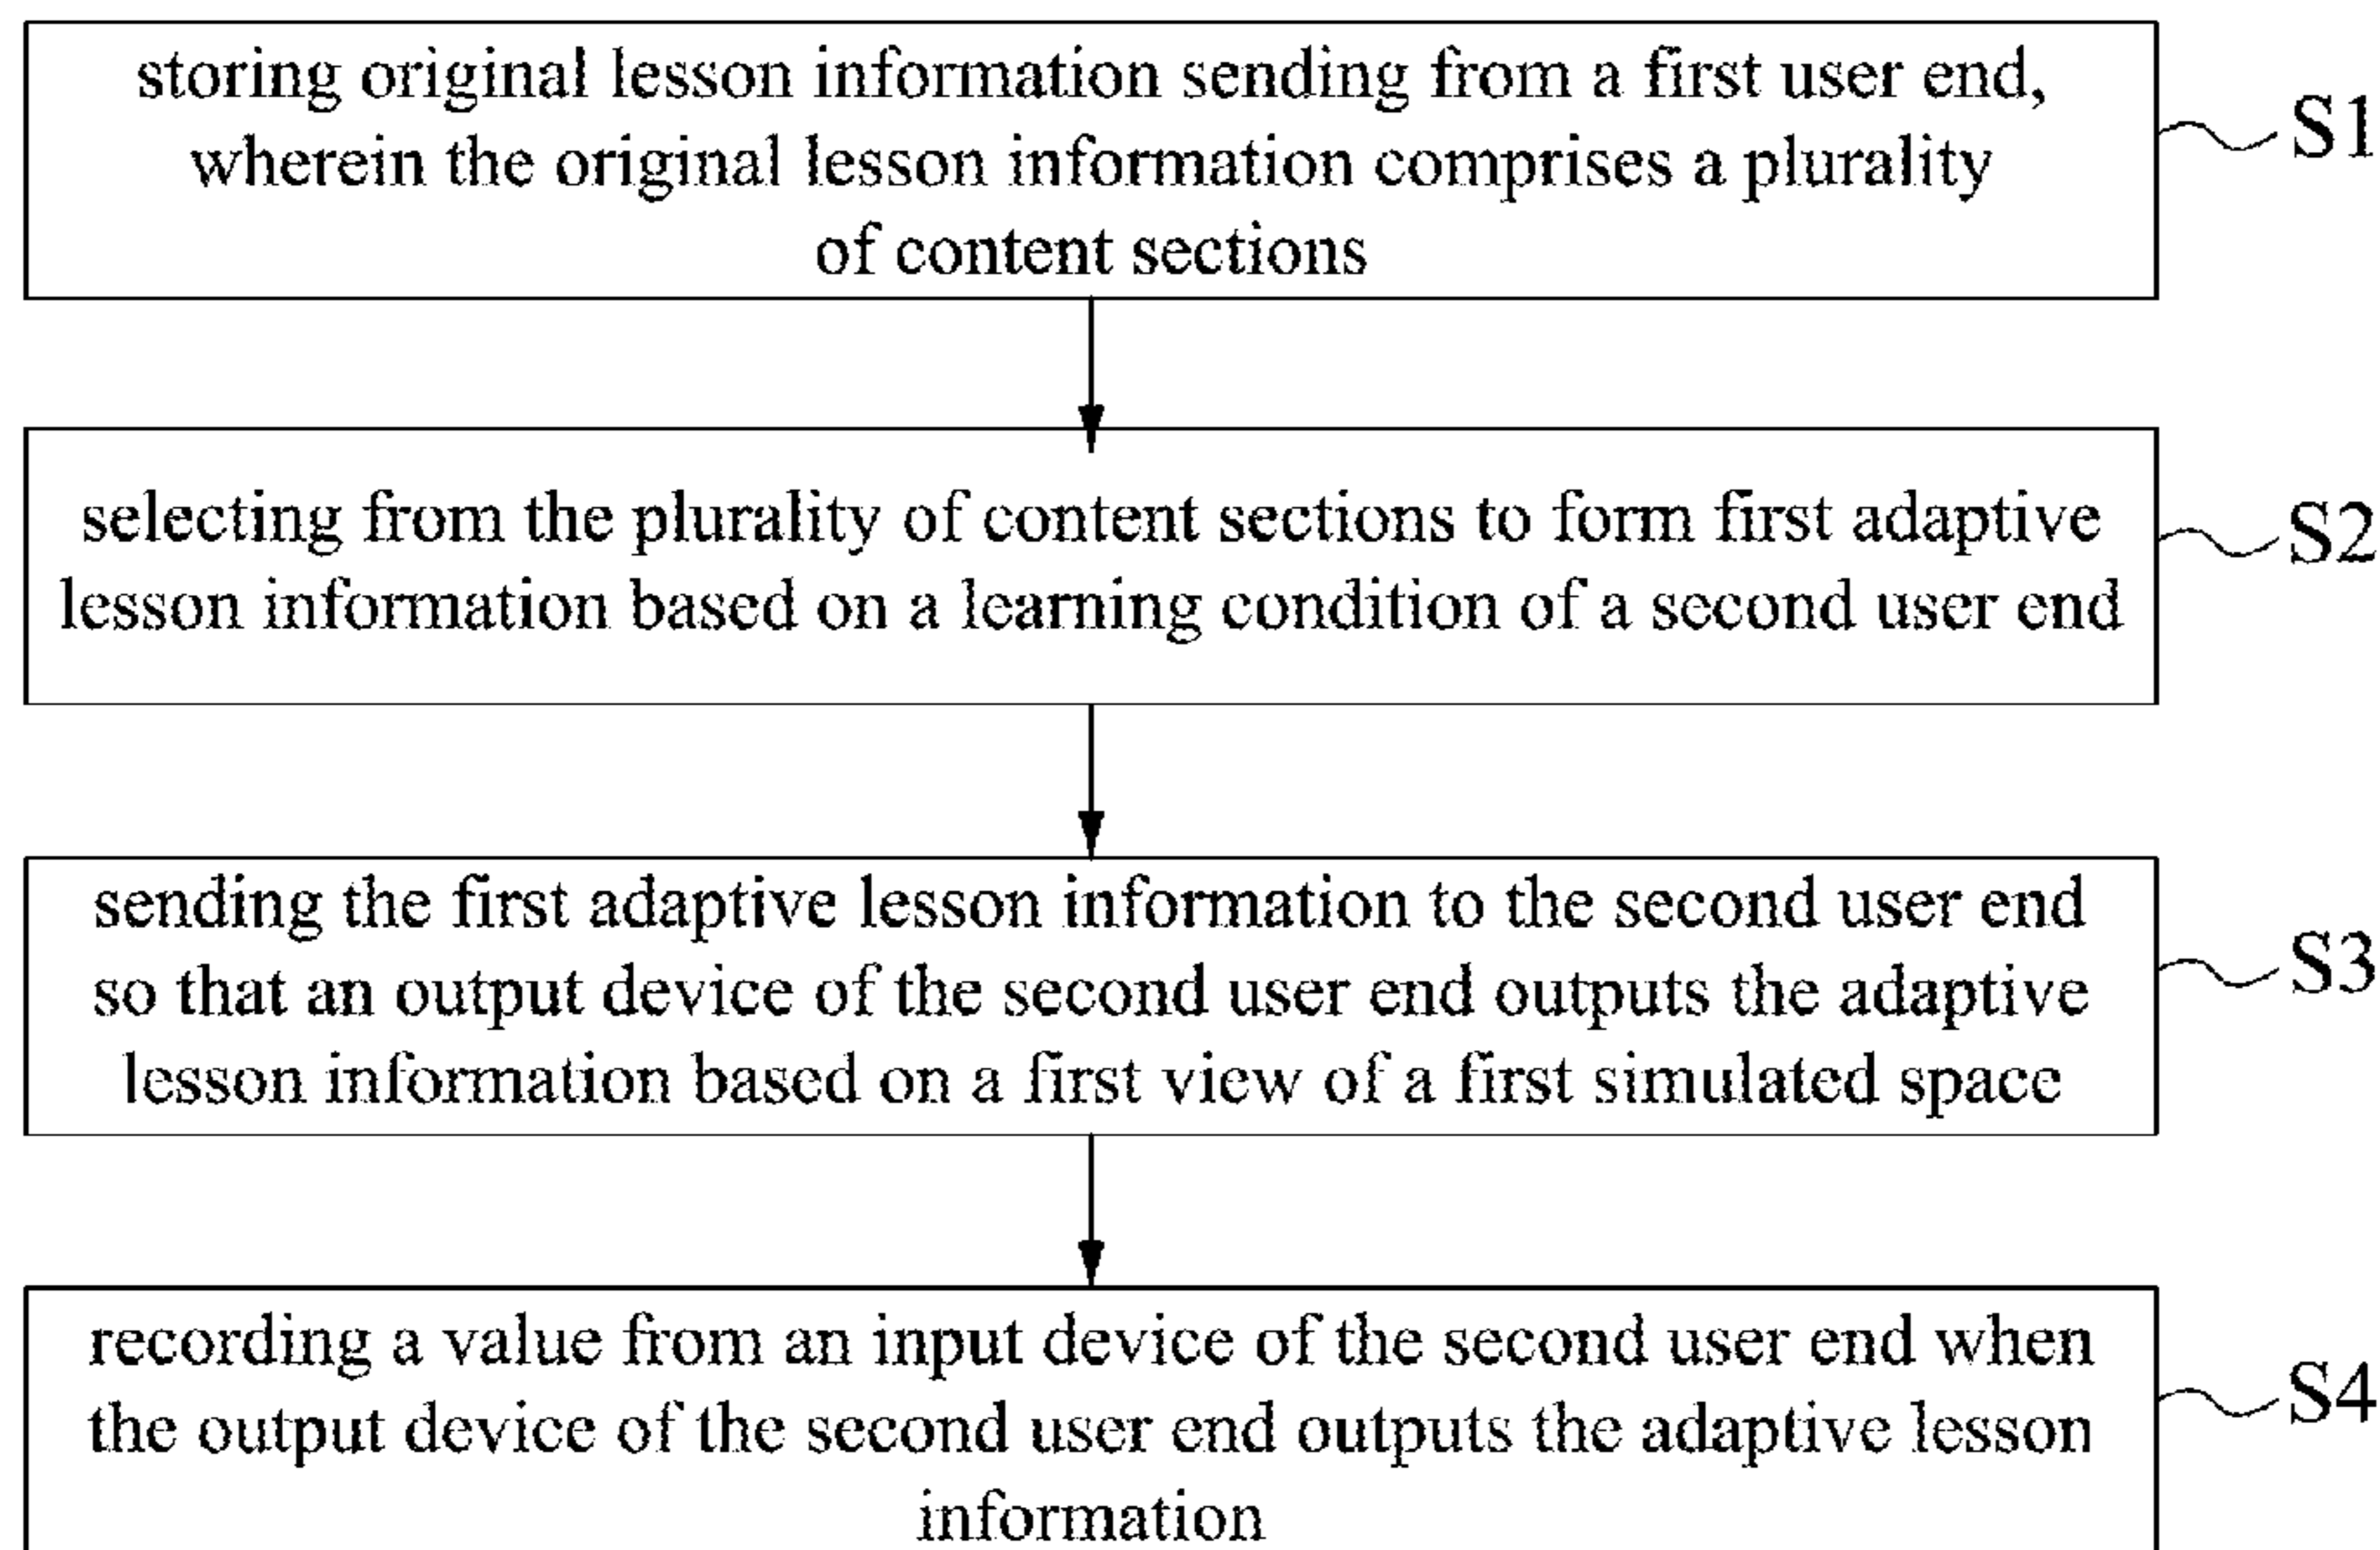 storing original lesson information sending from a first user end,
wherein the original lesson information comprises a plurality
of content sections
S1
selecting from the plurality of content sections to form first adaptive
lesson information based on a learning condition of a second user end
S2
sending the first adaptive lesson information to the second user end
so that an output device of the second user end outputs the adaptive
lesson information based on a first view of a first simulated space
S3
recording a value from an input device of the second user end when
the output device of the second user end outputs the adaptive lesson
information
S4